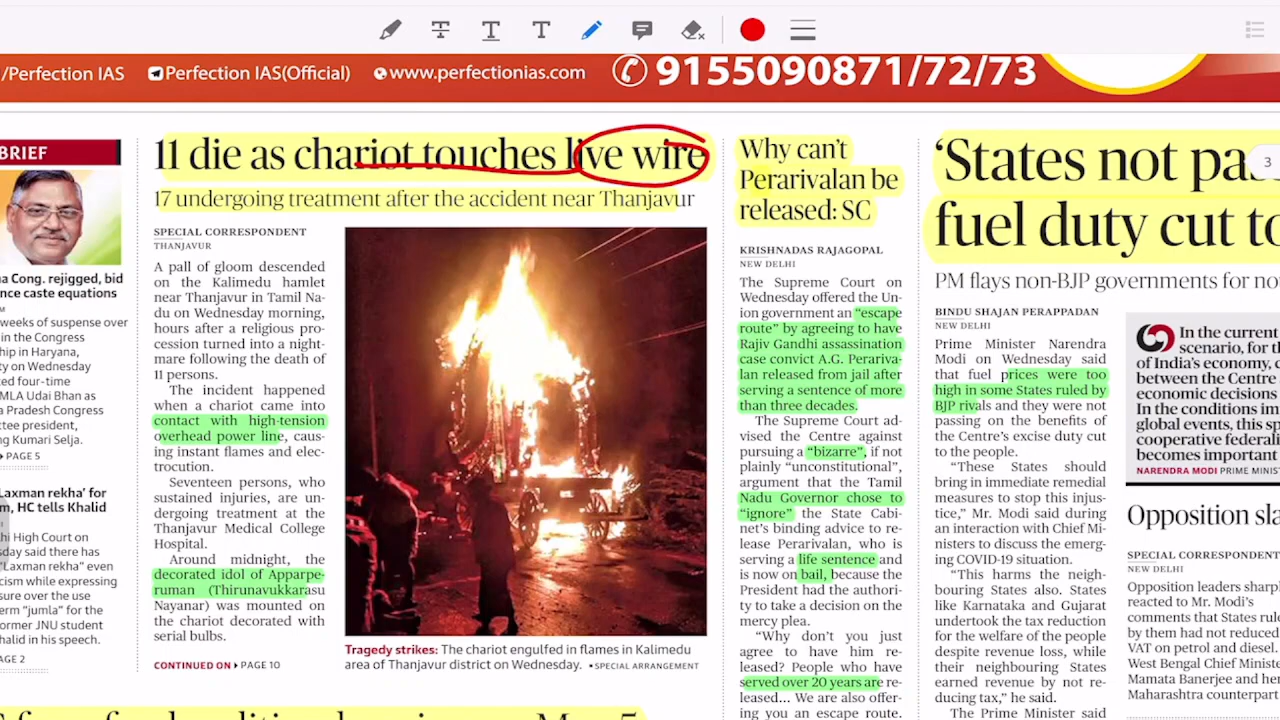 /Perfection IAS
Perfection IAS(Official)
www.perfectionias.com
9155090871/72/73
3
BRIEF
Cong. rejigged, bid
caste equations
weeks of suspense over
in the Congress
in Haryana,
on Wednesday
four-time
MLA Udai Bhan as
Pradesh Congress
president,
Kumari Selja.
PAGE 5
Laxman rekha' for
HC tells Khalid
High Court on
said there has
"Laxman rekha" even
while expressing
over the use
term "jumla" for the
former JNU student
Khalid in his speech.
PAGE 2
11 die as chariot touches live wire
17 undergoing treatment after the accident near Thanjavur
SPECIAL CORRESPONDENT
THANJAVUR
A pall of gloom descended
on the Kalimedu hamlet
near Thanjavur in Tamil Na-
du on Wednesday morning,
hours after a religious pro-
cession turned into a night-
mare following the death of
11 persons.
The incident happened
when a chariot came into
contact with high-tension
overhead power line, caus-
ing instant flames and elec-
trocution.
Seventeen persons, who
sustained injuries, are un-
dergoing treatment at the
Thanjavur Medical College
Hospital.
Around midnight, the
decorated idol of Apparpe-
ruman (Thirunavukkarasu
Nayanar) was mounted on
the chariot decorated with
serial bulbs.
CONTINUED ON PAGE 10
Tragedy strikes: The chariot engulfed in flames in Kalimedu
area of Thanjavur district on Wednesday. • SPECIAL ARRANGEMENT
Why can't
Perarivalan be
released: SC
KRISHNADAS RAJAGOPAL
NEW DELHI
The Supreme Court on
Wednesday offered the Un-
ion government an "escape
route" by agreeing to have
Rajiv Gandhi assassination
case convict A.G. Perariva-
lan released from jail after
serving a sentence of more
than three decades.
The Supreme Court ad-
vised the Centre against
pursuing a "bizarre", if not
plainly "unconstitutional",
argument that the Tamil
Nadu Governor chose to
"ignore" the State Cabi-
net's binding advice to re-
lease Perarivalan, who is
serving a life sentence and
is now on bail, because the
President had the authori-
ty to take a decision on the
mercy plea.
"Why don't you just
agree to have him re-
leased? People who have
served over 20 years are re-
leased... We are also offer-
ing you an escape route.
'States not pas
fuel duty cut to
PM flays non-BJP governments for no
BINDU SHAJAN PERAPPADAN
NEW DELHI
Prime Minister Narendra
Modi on Wednesday said
that fuel prices were too
high in some States ruled by
BJP rivals and they were not
passing on the benefits of
the Centre's excise duty cut
to the people.
"These States should
bring in immediate remedial
measures to stop this injus-
tice," Mr. Modi said during
an interaction with Chief Mi-
nisters to discuss the emerg-
ing COVID-19 situation.
"This harms the neigh-
bouring States also. States
like Karnataka and Gujarat
undertook the tax reduction
for the welfare of the people
despite revenue loss, while
their neighbouring States
earned revenue by not re-
ducing tax," he said.
The Prime Minister said
In the current
scenario, for th
of India's economy,
between the Centre
economic decisions
In the conditions im
global events, this sp
cooperative federali
becomes important
NARENDRA MODI PRIME MINIS
Opposition sla
SPECIAL CORRESPONDENT
NEW DELHI
Opposition leaders sharpl
reacted to Mr. Modi's
comments that States rule
by them had not reduced
VAT on petrol and diesel.
West Bengal Chief Minister
Mamata Banerjee and her
Maharashtra counterpart